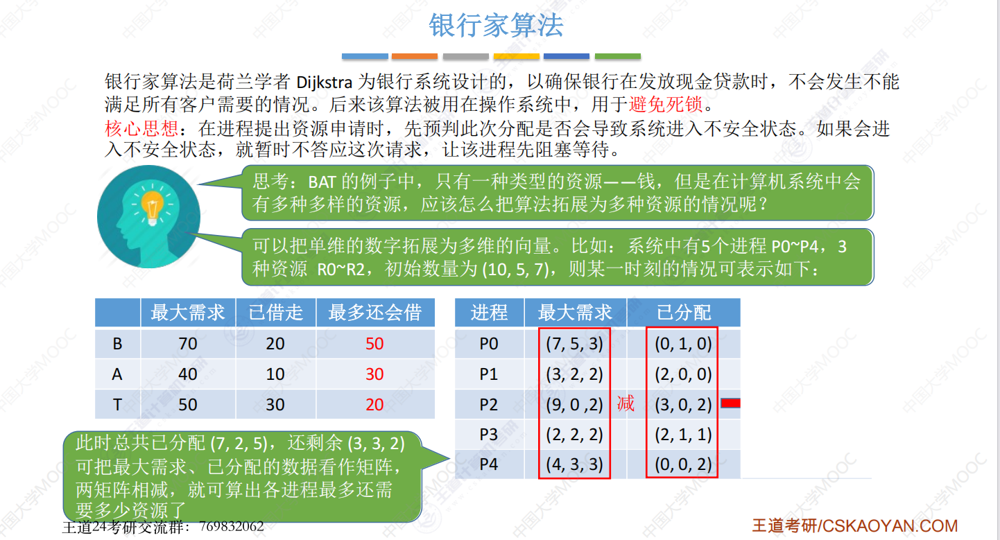 银行家算法
银行家算法是荷兰学者 Dijkstra 为银行系统设计的，以确保银行在发放现金贷款时，不会发生不能
满足所有客户需要的情况。后来该算法被用在操作系统中，用于避免死锁。
核心思想：在进程提出资源申请时，先预判此次分配是否会导致系统进入不安全状态。如果会进
入不安全状态，就暂时不答应这次请求，让该进程先阻塞等待。
思考：BAT 的例子中，只有一种类型的资源——钱，但是在计算机系统中会
有多种多样的资源，应该怎么把算法拓展为多种资源的情况呢？
可以把单维的数字拓展为多维的向量。比如：系统中有5个进程 P0~P4，3
种资源 R0~R2，初始数量为 (10, 5, 7)，则某一时刻的情况可表示如下：
最大需求 已借走 最多还会借
B 70 20 50
A 40 10 30
T 50 30 20
进程 最大需求 已分配
P0 (7, 5, 3) (0, 1, 0)
P1 (3, 2, 2) (2, 0, 0)
P2 (9, 0 ,2) 减 (3, 0, 2)
P3 (2, 2, 2) (2, 1, 1)
P4 (4, 3, 3) (0, 0, 2)
此时总共已分配 (7, 2, 5)，还剩余 (3, 3, 2)
可把最大需求、已分配的数据看作矩阵，
两矩阵相减，就可算出各进程最多还需
要多少资源了
王道24考研交流群：769832062
王道考研/CSKAOYAN.COM
中国大学MOOC